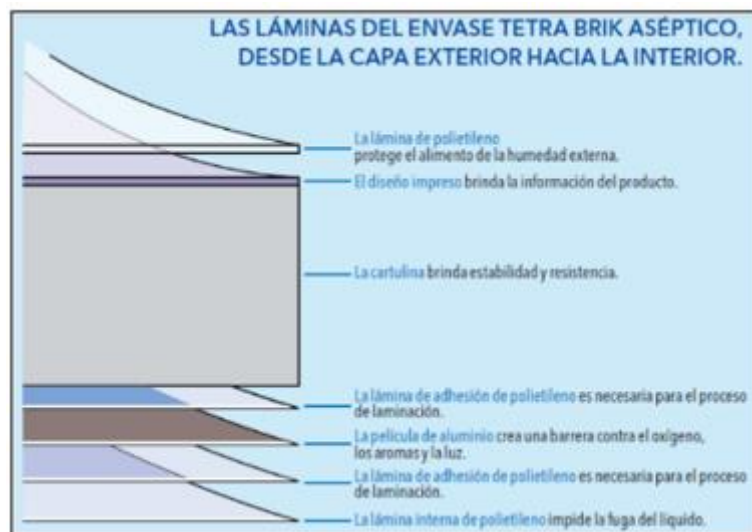 LAS LÁMINAS DEL ENVASE TETRA BRIK ASÉPTICO,
DESDE LA CAPA EXTERIOR HACIA LA INTERIOR.
La lámina de polietileno
protege el alimento de la humedad externa.
El diseño impreso brinda la información del producto.
La cartulina brinda estabilidad y resistencia.
La lámina de adhesión de polietileno es necesaria para el proceso
de laminación.
La película de aluminio crea una barrera contra el oxígeno,
los aromas y la luz.
La lámina de adhesión de polietileno es necesaria para el proceso
de laminación.
La lámina interna de polietileno impide la fuga del líquido.